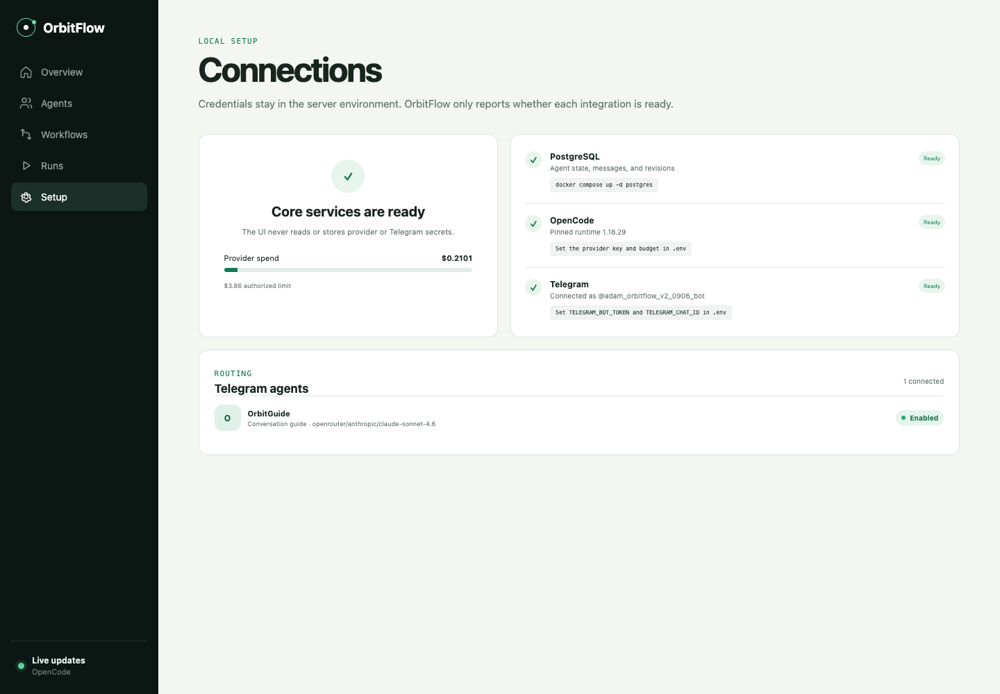 OrbitFlow
Overview
Agents
Workflows
Runs
Setup
Live updates
OpenCode
LOCAL SETUP
Connections
Credentials stay in the server environment. OrbitFlow only reports whether each integration is ready.
Core services are ready
The UI never reads or stores provider or Telegram secrets.
Provider spend $0.2101
$3.86 authorized limit
PostgreSQL Ready
Agent state, messages, and revisions
docker compose up -d postgres
OpenCode Ready
Pinned runtime 1.18.29
Set the provider key and budget in .env
Telegram Ready
Connected as @adam_orbitflow_v2_0906_bot
Set TELEGRAM_BOT_TOKEN and TELEGRAM_CHAT_ID in .env
ROUTING
Telegram agents
1 connected
O
OrbitGuide
Conversation guide · openrouter/anthropic/claude-sonnet-4.6
Enabled